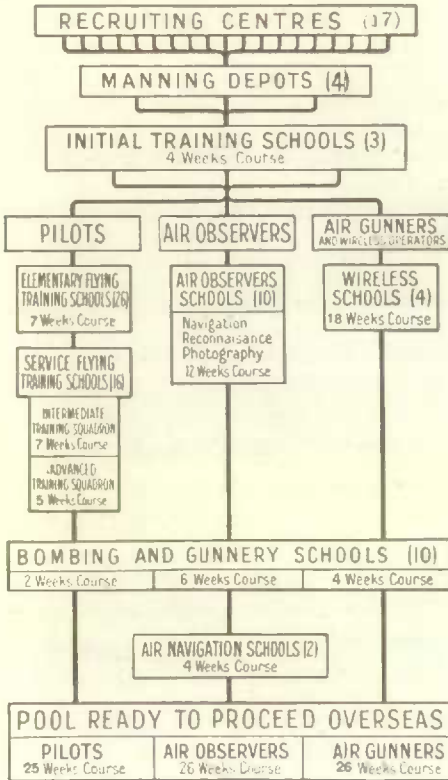 RECRUITING CENTRES (17)
MANNING DEPOTS (4)
INITIAL TRAINING SCHOOLS (3)
4 Weeks Course
PILOTS
ELEMENTARY FLYING
TRAINING SCHOOLS (26)
7 Weeks Course
SERVICE FLYING
TRAINING SCHOOLS (16)
INTERMEDIATE
TRAINING SQUADRON
7 Weeks Course
ADVANCED
TRAINING SQUADRON
5 Weeks Course
AIR OBSERVERS
AIR OBSERVERS
SCHOOLS (10)
Navigation
Reconnaisance
Photography
12 Weeks Course
AIR GUNNERS
AND WIRELESS OPERATORS
WIRELESS
SCHOOLS (4)
18 Weeks Course
BOMBING AND GUNNERY SCHOOLS (10)
2 Weeks Course 6 Weeks Course 4 Weeks Course
AIR NAVIGATION SCHOOLS (2)
4 Weeks Course
POOL READY TO PROCEED OVERSEAS
PILOTS AIR OBSERVERS AIR GUNNERS
25 Weeks Course 26 Weeks Course 26 Weeks Course